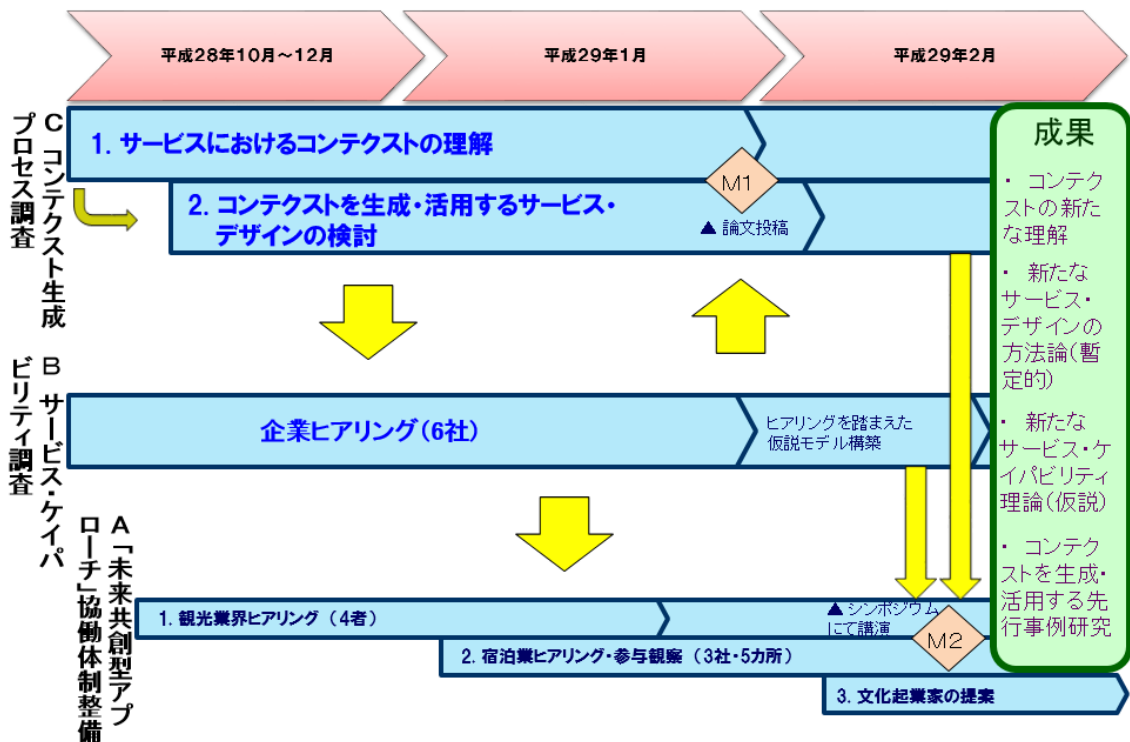 平成28年10月～12月
平成29年1月
平成29年2月
C コンテクスト生成
プロセス調査
1. サービスにおけるコンテクストの理解
M1
2. コンテクストを生成・活用するサービス・
デザインの検討
▲ 論文投稿
B サービス・ケイパ
ビリティ調査
企業ヒアリング(6社)
ヒアリングを踏まえた
仮説モデル構築
A「未来共創型アプ
ローチ」協働体制整備
1. 観光業界ヒアリング (4者)
▲ シンポジウム
にて講演
M2
2. 宿泊業ヒアリング・参与観察 (3社・5カ所)
3. 文化起業家の提案
成果
・ コンテク
ストの新た
な理解
・ 新たな
サービス・
デザインの
方法論(暫
定的)
・ 新たな
サービス・ケ
イパビリティ
理論(仮説)
・ コンテク
ストを生成・
活用する先
行事例研究